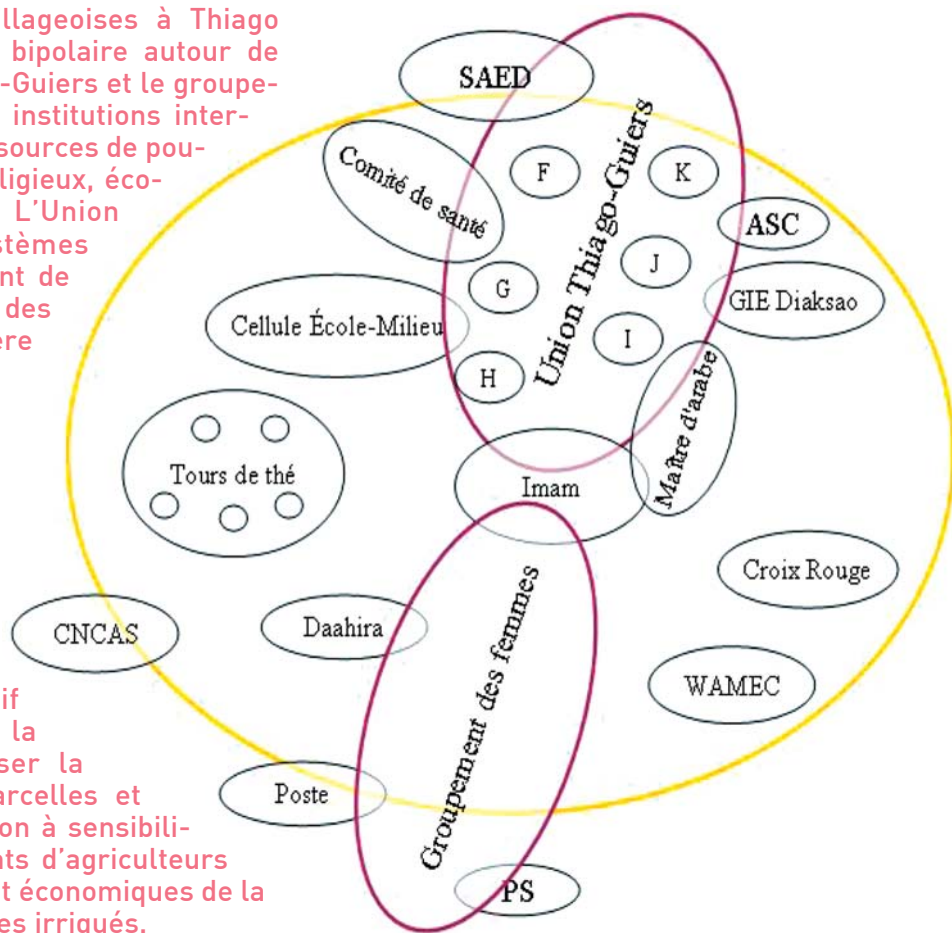 llageoises à Thiago
bipolaire autour de
-Guiers et le groupe-
institutions inter-
sources de pou-
ligieux, éco-
L'Union
stèmes
nt de
des
ère
if
la
ser la
arcelles et
on à sensibili-
nts d'agriculteurs
t économiques de la
es irrigués.
SAED
Comité de santé
F
K
Union Thiago-Guiers
ASC
J
G
GIE Diaksao
Cellule École-Milieu
I
H
Maître d'arabe
Tours de thé
Imam
Croix Rouge
CNCAS
Daahira
Groupement des femmes
WAMEC
Poste
PS